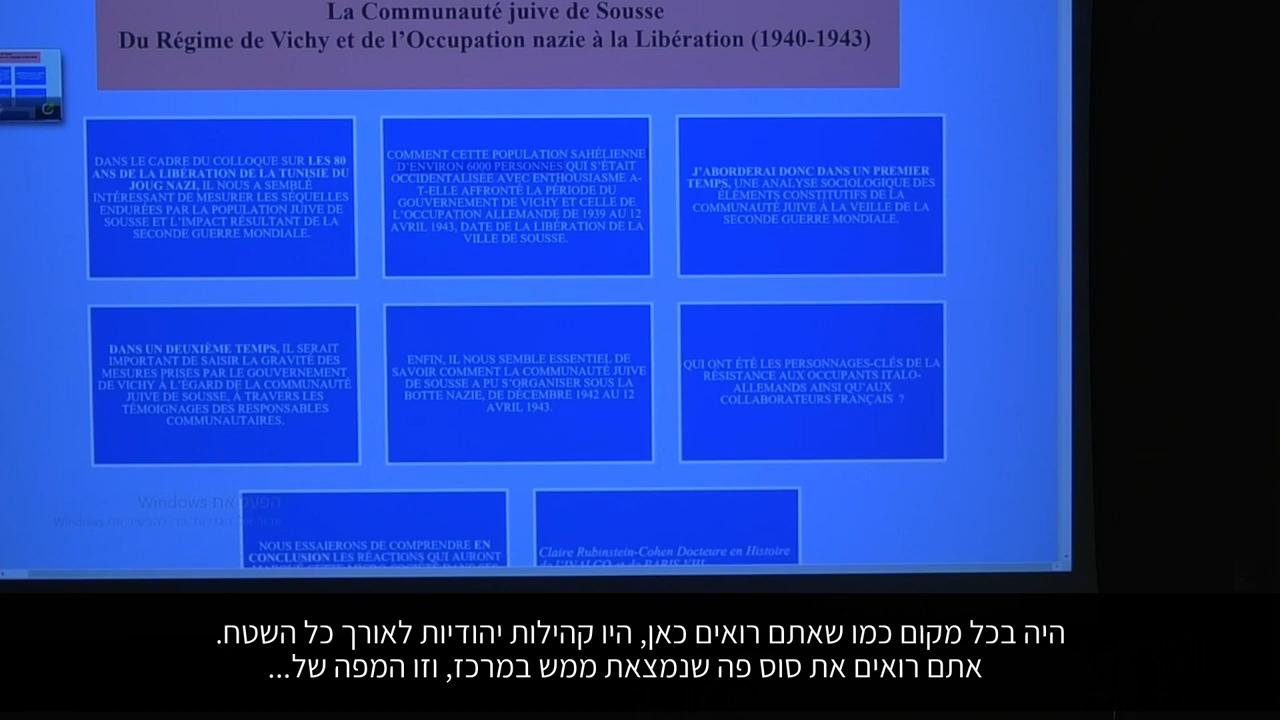 La Communauté juive de Sousse
Du Régime de Vichy et de l'Occupation nazie à la Libération (1940-1943)
DANS LE CADRE DU COLLOQUE SUR LES 80
ANS DE LA LIBÉRATION DE LA TUNISIE DU
JOUG NAZI, IL NOUS A SEMBLÉ
INTÉRESSANT DE MESURER LES SÉQUELLES
ENDURÉES PAR LA POPULATION JUIVE DE
SOUSSE ET L'IMPACT RÉSULTANT DE LA
SECONDE GUERRE MONDIALE.
COMMENT CETTE POPULATION SAHÉLIENNE
D'ENVIRON 6000 PERSONNES QUI S'ÉTAIT
OCCIDENTALISÉE AVEC ENTHOUSIASME A-
T-ELLE AFFRONTÉ LA PÉRIODE DU
GOUVERNEMENT DE VICHY ET CELLE DE
L'OCCUPATION ALLEMANDE DE 1939 AU 12
AVRIL 1943, DATE DE LA LIBÉRATION DE LA
VILLE DE SOUSSE.
J'ABORDERAI DONC DANS UN PREMIER
TEMPS, UNE ANALYSE SOCIOLOGIQUE DES
ÉLÉMENTS CONSTITUTIFS DE LA
COMMUNAUTÉ JUIVE À LA VEILLE DE LA
SECONDE GUERRE MONDIALE.
DANS UN DEUXIÈME TEMPS, IL SERAIT
IMPORTANT DE SAISIR LA GRAVITÉ DES
MESURES PRISES PAR LE GOUVERNEMENT
DE VICHY À L'ÉGARD DE LA COMMUNAUTÉ
JUIVE DE SOUSSE, À TRAVERS LES
TÉMOIGNAGES DES RESPONSABLES
COMMUNAUTAIRES.
ENFIN, IL NOUS SEMBLE ESSENTIEL DE
SAVOIR COMMENT LA COMMUNAUTÉ JUIVE
DE SOUSSE A PU S'ORGANISER SOUS LA
BOTTE NAZIE, DE DÉCEMBRE 1942 AU 12
AVRIL 1943.
QUI ONT ÉTÉ LES PERSONNAGES-CLÉS DE LA
RÉSISTANCE AUX OCCUPANTS ITALO-
ALLEMANDS AINSI QU'AUX
COLLABORATEURS FRANÇAIS ?
הפעל את Windows
NOUS ESSAIERONS DE COMPRENDRE EN
CONCLUSION LES RÉACTIONS QUI AURONT
Claire Rubinstein-Cohen Docteure en Histoire
היה בכל מקום כמו שאתם רואים כאן, היו קהילות יהודיות לאורך כל השטח.
אתם רואים את סוס פה שנמצאת ממש במרכז, וזו המפה של...